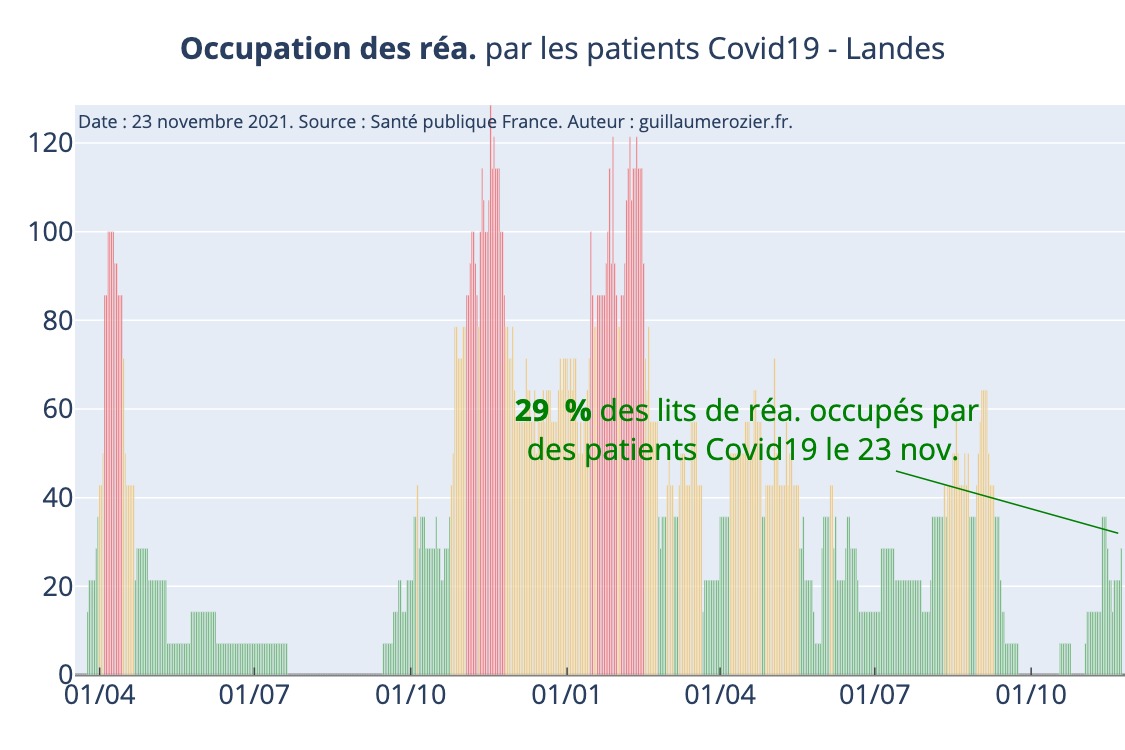 Occupation des réa. par les patients Covid19 - Landes
Date : 23 novembre 2021. Source : Santé publique France. Auteur : guillaumerozier.fr.
120
100
80
60
40
20
0
29 % des lits de réa. occupés par
des patients Covid19 le 23 nov.
01/04 01/07 01/10 01/01 01/04 01/07 01/10